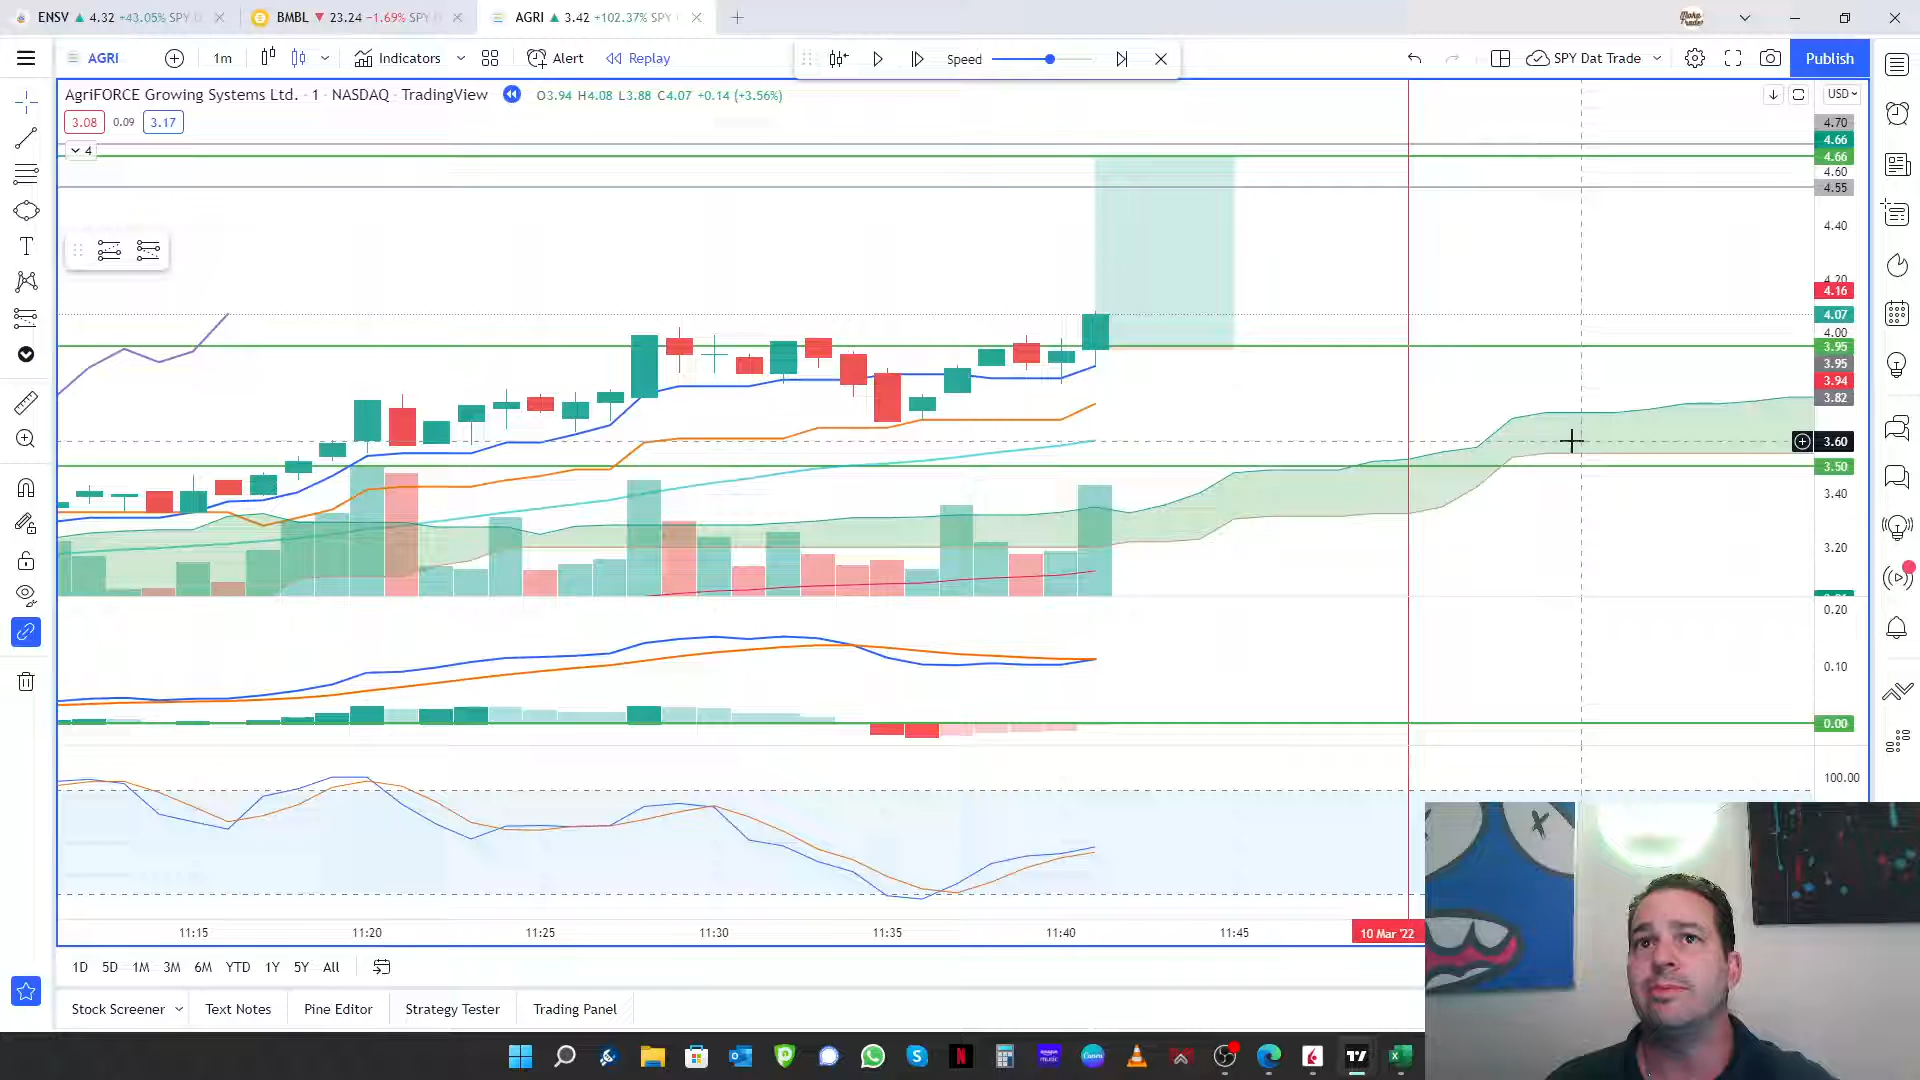 ENSV ▲ 4.32 +43.05% SPY D
BMBL ▼ 23.24 −1.69% SPY D
AGRI ▲ 3.42 +102.37% SPY
AGRI
1m
Indicators
Alert
Replay
Speed
SPY Dat Trade
Publish
AgriFORCE Growing Systems Ltd. · 1 · NASDAQ · TradingView
O3.94 H4.08 L3.88 C4.07 +0.14 (+3.56%)
USD
3.08
0.09
3.17
4
4.70
4.66
4.66
4.60
4.55
4.40
4.20
4.16
4.07
4.00
3.95
3.95
3.94
3.82
3.60
3.50
3.40
3.20
0.20
0.10
0.00
100.00
11:15
11:20
11:25
11:30
11:35
11:40
11:45
10 Mar '22
1D
5D
1M
3M
6M
YTD
1Y
5Y
All
Stock Screener
Text Notes
Pine Editor
Strategy Tester
Trading Panel